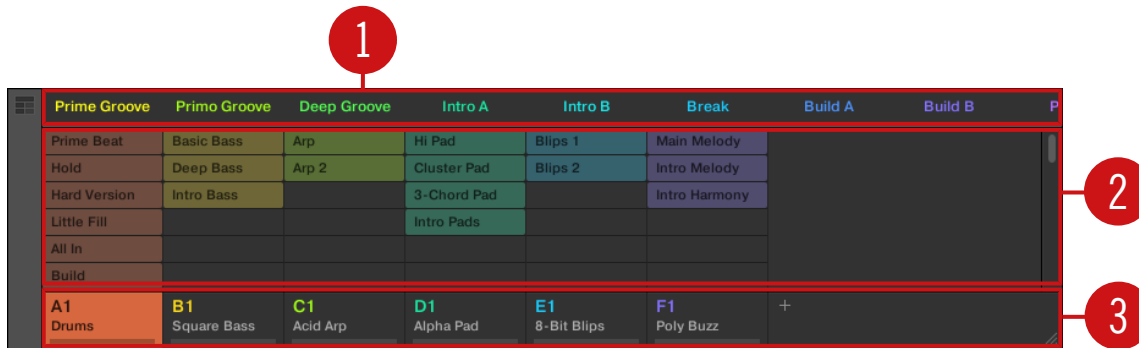 1
Prime Groove Primo Groove Deep Groove Intro A Intro B Break Build A Build B P
Prime Beat Basic Bass Arp Hi Pad Blips 1 Main Melody
Hold Deep Bass Arp 2 Cluster Pad Blips 2 Intro Melody
2
Hard Version Intro Bass 3-Chord Pad Intro Harmony
Little Fill Intro Pads
All In
Build
A1 B1 C1 D1 E1 F1 +
3
Drums Square Bass Acid Arp Alpha Pad 8-Bit Blips Poly Buzz